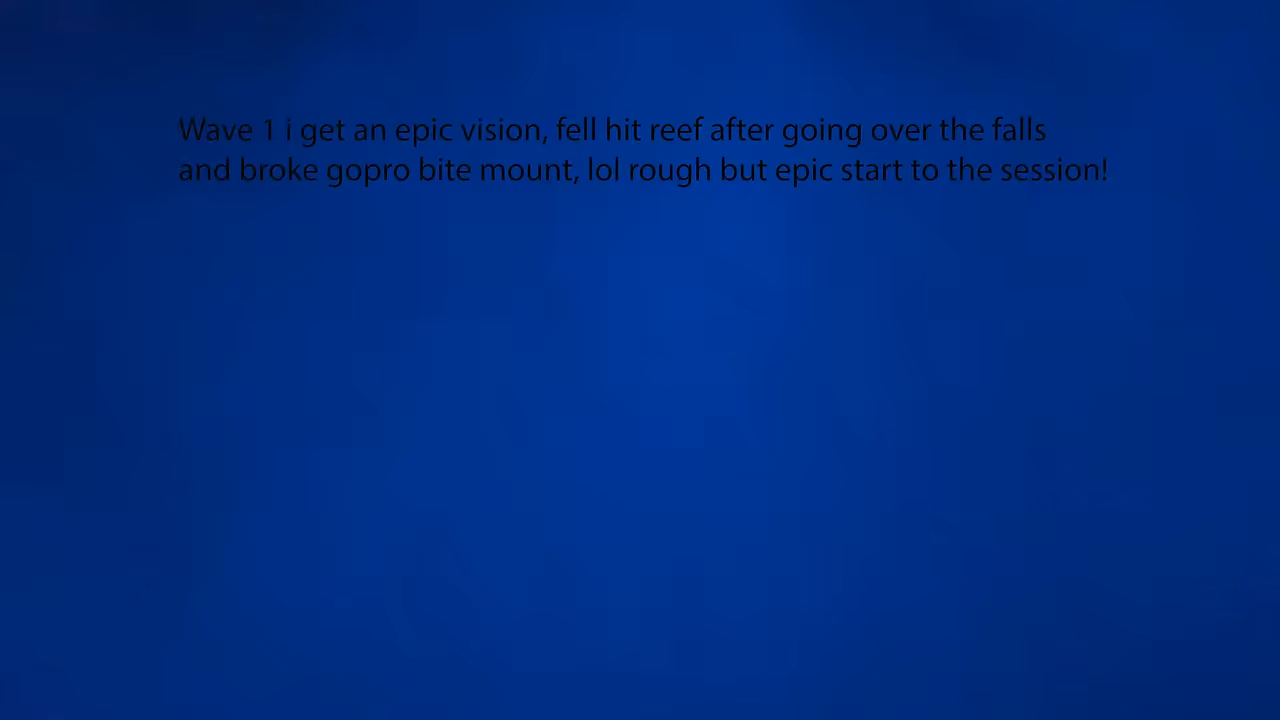 Wave 1 i get an epic vision, fell hit reef after going over the falls
and broke gopro bite mount, lol rough but epic start to the session!